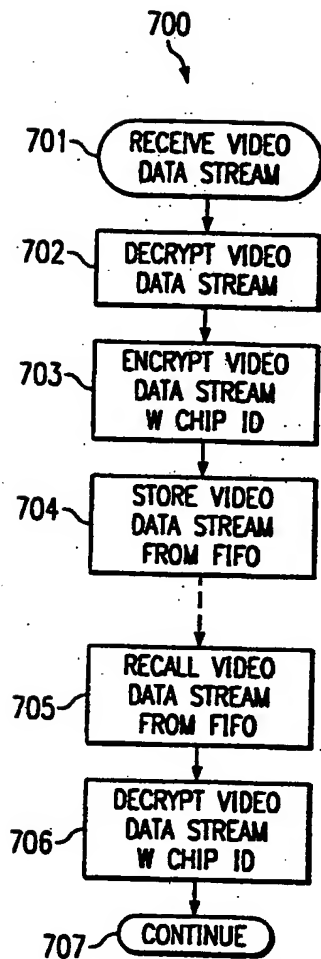 700
701
RECEIVE VIDEO
DATA STREAM
702
DECRYPT VIDEO
DATA STREAM
703
ENCRYPT VIDEO
DATA STREAM
W CHIP ID
704
STORE VIDEO
DATA STREAM
FROM FIFO
705
RECALL VIDEO
DATA STREAM
FROM FIFO
706
DECRYPT VIDEO
DATA STREAM
W CHIP ID
707
CONTINUE